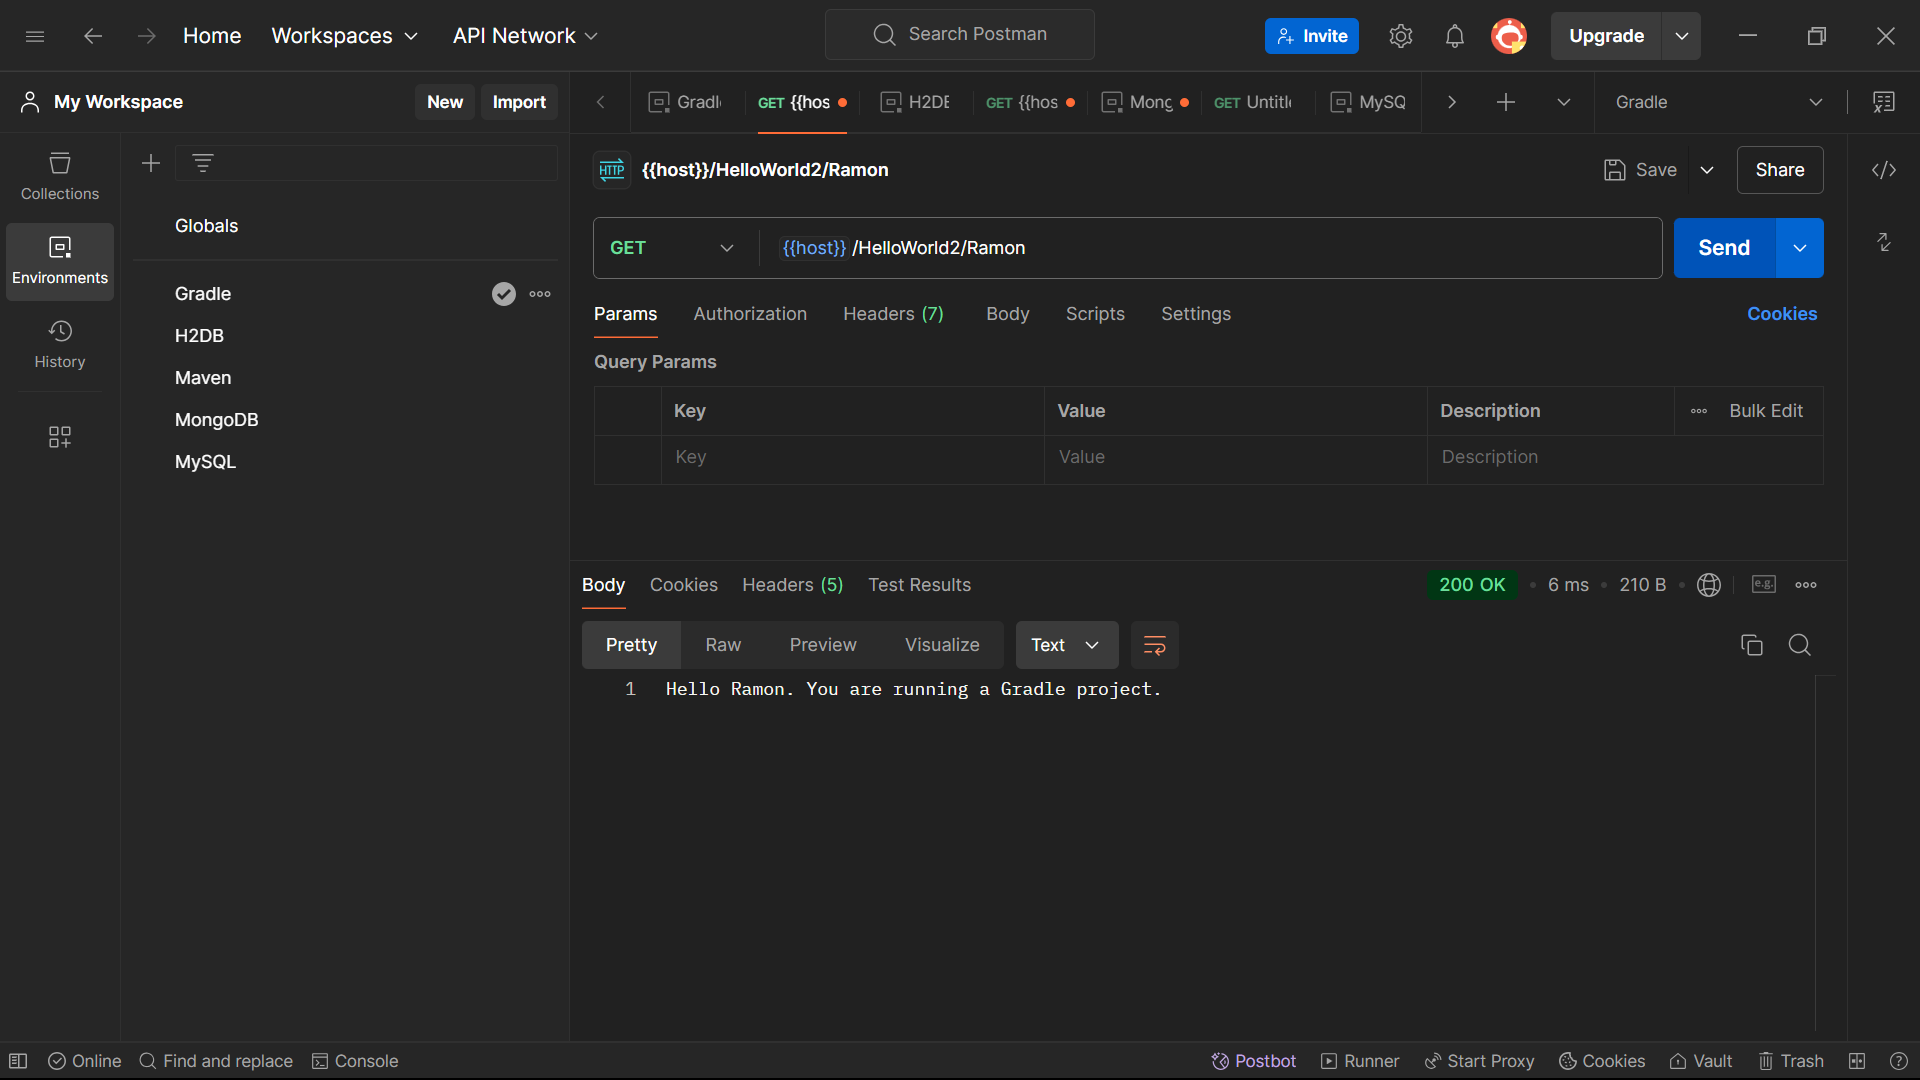 Home Workspaces API Network Search Postman Invite Upgrade
My Workspace New Import Gradle GET {{hos H2DB GET {{hos Mong GET Untitl MySQ Gradle
Collections
Environments
History
Globals
Gradle
H2DB
Maven
MongoDB
MySQL
HTTP {{host}}/HelloWorld2/Ramon Save Share
GET {{host}} /HelloWorld2/Ramon Send
Params Authorization Headers (7) Body Scripts Settings Cookies
Query Params
Key Value Description Bulk Edit
Key Value Description
Body Cookies Headers (5) Test Results 200 OK 6 ms 210 B e.g.
Pretty Raw Preview Visualize Text
1 Hello Ramon. You are running a Gradle project.
Online Find and replace Console Postbot Runner Start Proxy Cookies Vault Trash